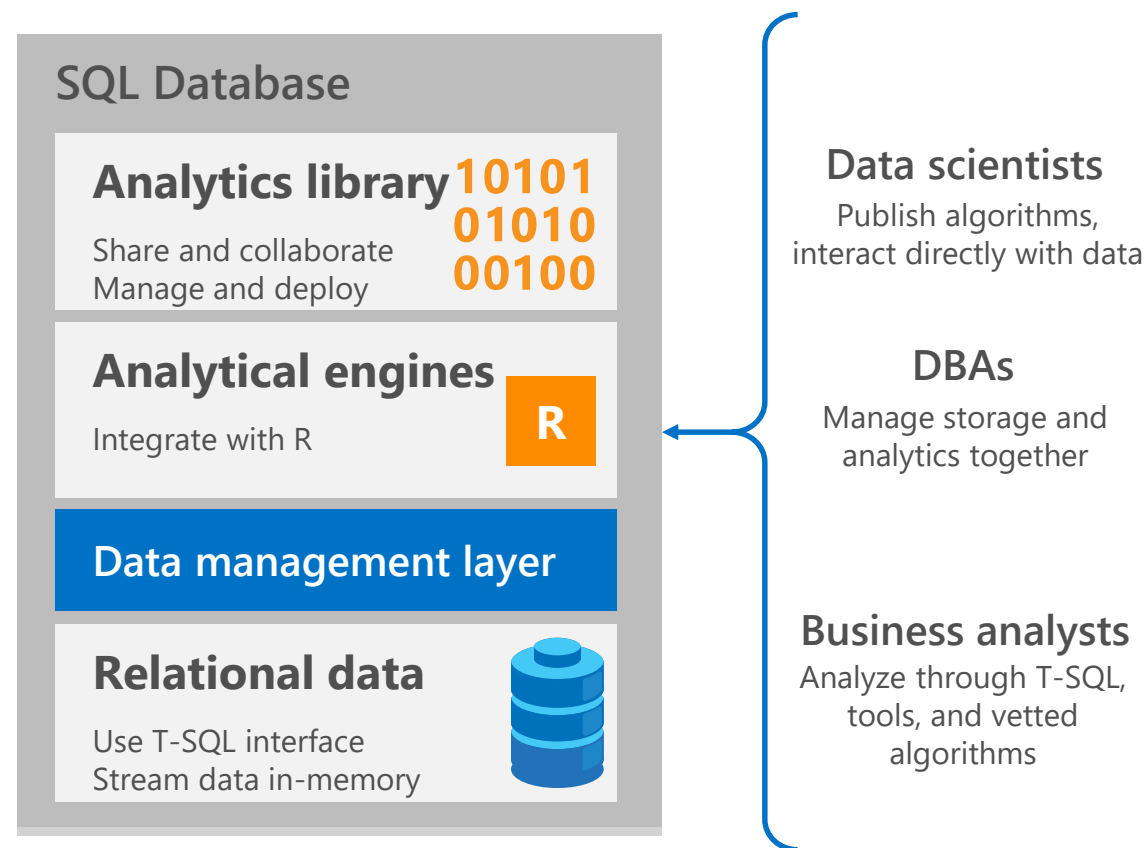 SQL Database
Analytics library
10101
01010
00100
Share and collaborate
Manage and deploy
Analytical engines
Integrate with R
R
Data management layer
Relational data
Use T-SQL interface
Stream data in-memory
Data scientists
Publish algorithms,
interact directly with data
DBAs
Manage storage and
analytics together
Business analysts
Analyze through T-SQL,
tools, and vetted
algorithms